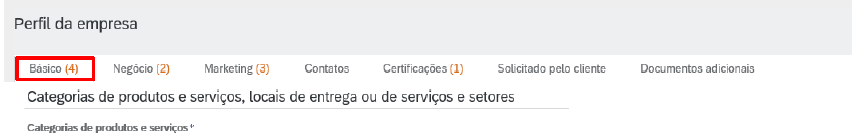 Perfil da empresa
Básico (4) Negócio (2) Marketing (3) Contatos Certificações (1) Solicitado pelo cliente Documentos adicionais
Categorias de produtos e serviços, locais de entrega ou de serviços e setores
Categorias de produtos e serviços*